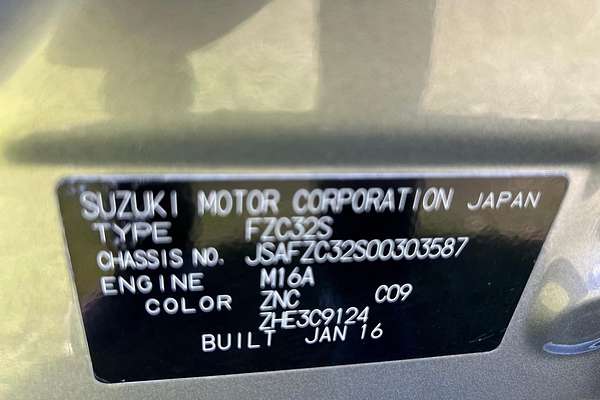 SUZUKI MOTOR CORPORATION JAPAN
TYPE FZC32S
CHASSIS NO. JSAFZC32S00303587
ENGINE M16A
COLOR ZNC C09
ZHE3C9124
BUILT JAN 16